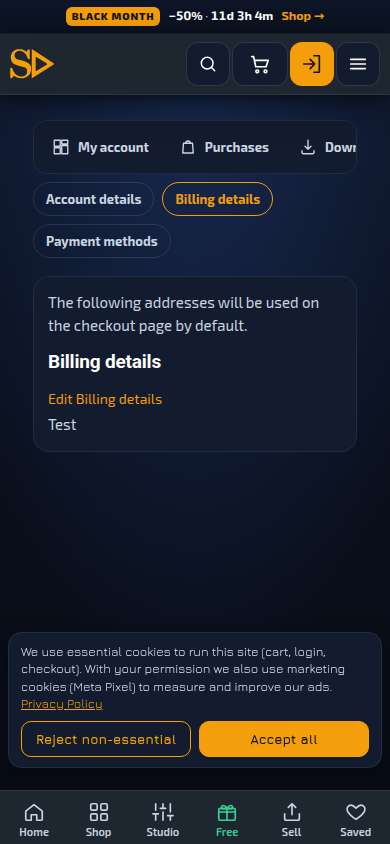 BLACK MONTH −50% · 11d 3h 4m Shop →
My account Purchases Down
Account details Billing details
Payment methods
The following addresses will be used on
the checkout page by default.
Billing details
Edit Billing details
Test
We use essential cookies to run this site (cart, login,
checkout). With your permission we also use marketing
cookies (Meta Pixel) to measure and improve our ads.
Privacy Policy
Reject non-essential Accept all
Home Shop Studio Free Sell Saved